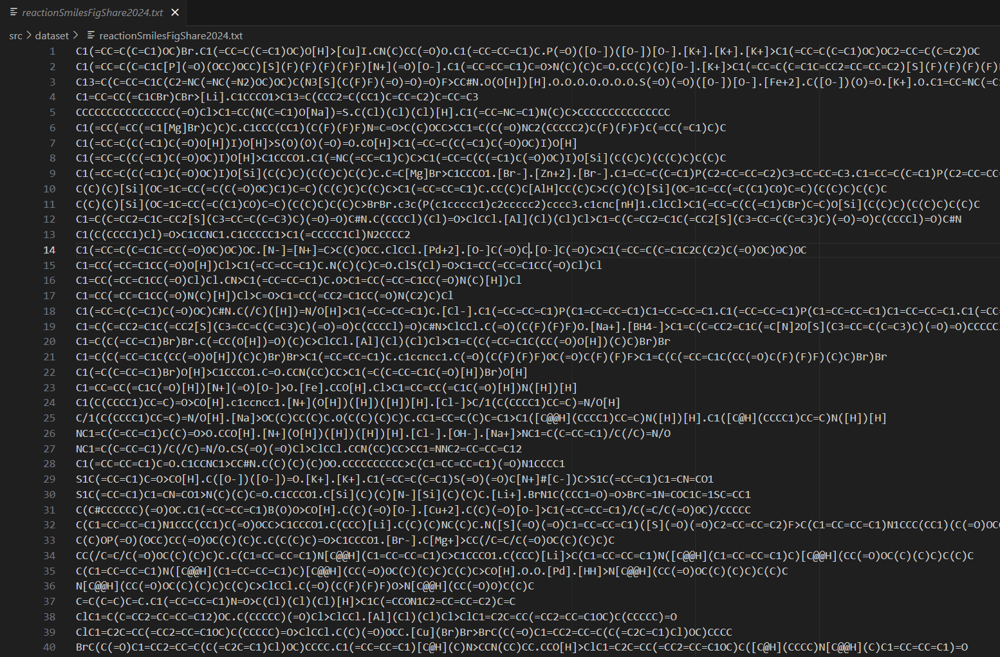 reactionSmilesFigShare2024.txt ×
src > dataset > reactionSmilesFigShare2024.txt
1 C1(=CC=C(C=C1)OC)Br.C1(=CC=C(C=C1)OC)O[H]>[Cu]I.CN(C)CC(=O)O.C1(=CC=CC=C1)C.P(=O)([O-])([O-])[O-].[K+].[K+].[K+]>C1(=CC=C(C=C1)OC)OC2=CC=C(C=C2)OC
2 C1(=CC=C(C=C1C[P](=O)(OCC)OCC)[S](F)(F)(F)(F)F)[N+](=O)[O-].C1(=CC=CC=C1)C=O>N(C)(C)C=O.CC(C)(C)[O-].[K+]>C1(=CC=C(C=C1C=CC2=CC=CC=C2)[S](F)(F)(F)(F)
3 C13=C(C=CC=C1C(C2=NC(=NC(=N2)OC)OC)C(N3[S](C(F)F)(=O)=O)=O)F>CC#N.O(O[H])[H].O.O.O.O.O.O.O.S(=O)(=O)([O-])[O-].[Fe+2].C([O-])(O)=O.[K+].O.C1=CC=NC(=C
4 C1=CC=CC(=C1CBr)CBr>[Li].C1CCCO1>C13=C(CCC2=C(CC1)C=CC=C2)C=CC=C3
5 CCCCCCCCCCCCCCCC(=O)Cl>C1=CC(N(C=C1)O[Na])=S.C(Cl)(Cl)(Cl)[H].C1(=CC=NC=C1)N(C)C>CCCCCCCCCCCCCCC
6 C1(=CC(=CC(=C1[Mg]Br)C)C)C.C1CCC(CC1)(C(F)(F)F)N=C=O>C(C)OCC>CC1=C(C(=O)NC2(CCCCC2)C(F)(F)F)C(=CC(=C1)C)C
7 C1(=CC=C(C(=C1)C(=O)O[H])I)O[H]>S(O)(O)(=O)=O.CO[H]>C1(=CC=C(C(=C1)C(=O)OC)I)O[H]
8 C1(=CC=C(C(=C1)C(=O)OC)I)O[H]>C1CCCO1.C1(=NC(=CC=C1)C)C>C1(=CC=C(C(=C1)C(=O)OC)I)O[Si](C(C)C)(C(C)C)C(C)C
9 C1(=CC=C(C(=C1)C(=O)OC)I)O[Si](C(C)C)(C(C)C)C(C)C.C=C[Mg]Br>C1CCCO1.[Br-].[Zn+2].[Br-].C1=CC=C(C=C1)P(C2=CC=CC=C2)C3=CC=CC=C3.C1=CC=C(C=C1)P(C2=CC=CC=
10 C(C)(C)[Si](OC=1C=CC(=C(C(=O)OC)C1)C=C)(C(C)C)C(C)C>C1(=CC=CC=C1)C.CC(C)C[AlH]CC(C)C>C(C)(C)[Si](OC=1C=CC(=C(C1)CO)C=C)(C(C)C)C(C)C
11 C(C)(C)[Si](OC=1C=CC(=C(C1)CO)C=C)(C(C)C)C(C)C>BrBr.c3c(P(c1ccccc1)c2ccccc2)cccc3.c1cnc[nH]1.ClCCl>C1(=CC=C(C(=C1)CBr)C=C)O[Si](C(C)C)(C(C)C)C(C)C
12 C1=C(C=CC2=C1C=CC2[S](C3=CC=C(C=C3)C)(=O)=O)C#N.C(CCCCl)(Cl)=O>ClCCl.[Al](Cl)(Cl)Cl>C1=C(C=CC2=C1C(=CC2[S](C3=CC=C(C=C3)C)(=O)=O)C(CCCCl)=O)C#N
13 C1(C(CCCC1)Cl)=O>C1CCNC1.C1CCCCC1>C1(=CCCCC1Cl)N2CCCC2
14 C1(=CC=C(C=C1C=CC(=O)OC)OC)OC.[N-]=[N+]=C>C(C)OCC.ClCCl.[Pd+2].[O-]C(=O)C.[O-]C(=O)C>C1(=CC=C(C=C1C2C(C2)C(=O)OC)OC)OC
15 C1=CC(=CC=C1CC(=O)O[H])Cl>C1(=CC=CC=C1)C.N(C)(C)C=O.ClS(Cl)=O>C1=CC(=CC=C1CC(=O)Cl)Cl
16 C1=CC(=CC=C1CC(=O)Cl)Cl.CN>C1(=CC=CC=C1)C.O>C1=CC(=CC=C1CC(=O)N(C)[H])Cl
17 C1=CC(=CC=C1CC(=O)N(C)[H])Cl>C=O>C1=CC(=CC2=C1CC(=O)N(C2)C)Cl
18 C1(=CC=C(C=C1)C(=O)OC)C#N.C(/C)([H])=N/O[H]>C1(=CC=CC=C1)C.[Cl-].C1(=CC=CC=C1)P(C1=CC=CC=C1)C1=CC=CC=C1.C1(=CC=CC=C1)P(C1=CC=CC=C1)C1=CC=CC=C1.C1(=CC=
19 C1=C(C=CC2=C1C(=CC2[S](C3=CC=C(C=C3)C)(=O)=O)C(CCCCl)=O)C#N>ClCCl.C(=O)(C(F)(F)F)O.[Na+].[BH4-]>C1=C(C=CC2=C1C(=C[N]2O[S](C3=CC=C(C=C3)C)(=O)=O)CCCCCl
20 C1=C(C(=CC=C1)Br)Br.C(=CC(O[H])=O)(C)C>ClCCl.[Al](Cl)(Cl)Cl>C1=C(C(=CC=C1C(CC(=O)O[H])(C)C)Br)Br
21 C1=C(C(=CC=C1C(CC(=O)O[H])(C)C)Br)Br>C1(=CC=CC=C1)C.c1ccncc1.C(=O)(C(F)(F)F)OC(=O)C(F)(F)F>C1=C(C(=CC=C1C(CC(=O)C(F)(F)F)(C)C)Br)Br
22 C1(=C(C=CC=C1)Br)O[H]>C1CCCO1.C=O.CCN(CC)CC>C1(=C(C=CC=C1C(=O)[H])Br)O[H]
23 C1=CC=CC(=C1C(=O)[H])[N+](=O)[O-]>O.[Fe].CCO[H].Cl>C1=CC=CC(=C1C(=O)[H])N([H])[H]
24 C1(C(CCCC1)CC=C)=O>CO[H].c1ccncc1.[N+](O[H])([H])([H])[H].[Cl-]>C/1(C(CCCC1)CC=C)=N/O[H]
25 C/1(C(CCCC1)CC=C)=N/O[H].[Na]>OC(C)CC(C)C.O(C(C)(C)C)C.CC1=CC=C(C)C=C1>C1([C@@H](CCCC1)CC=C)N([H])[H].C1([C@H](CCCC1)CC=C)N([H])[H]
26 NC1=C(C=CC=C1)C(C)=O>O.CCO[H].[N+](O[H])([H])([H])[H].[Cl-].[OH-].[Na+]>NC1=C(C=CC=C1)/C(/C)=N/O
27 NC1=C(C=CC=C1)/C(/C)=N/O.CS(=O)(=O)Cl>ClCCl.CCN(CC)CC>CC1=NNC2=CC=CC=C12
28 C1(=CC=CC=C1)C=O.C1CCNC1>CC#N.C(C)(C)(C)OO.CCCCCCCCCC>C(C1=CC=CC=C1)(=O)N1CCCC1
29 S1C(=CC=C1)C=O>CO[H].C([O-])([O-])=O.[K+].[K+].C1(=CC=C(C=C1)S(=O)(=O)C[N+]#[C-])C>S1C(=CC=C1)C1=CN=CO1
30 S1C(=CC=C1)C1=CN=CO1>N(C)(C)C=O.C1CCCO1.C[Si](C)(C)[N-][Si](C)(C)C.[Li+].BrN1C(CCC1=O)=O>BrC=1N=COC1C=1SC=CC1
31 C(C#CCCCCC)(=O)OC.C1(=CC=CC=C1)B(O)O>CO[H].C(C)(=O)[O-].[Cu+2].C(C)(=O)[O-]>C1(=CC=CC=C1)/C(=C/C(=O)OC)/CCCCC
32 C(C1=CC=CC=C1)N1CCC(CC1)C(=O)OCC>C1CCCO1.C(CCC)[Li].C(C)(C)NC(C)C.N([S](=O)(=O)C1=CC=CC=C1)([S](=O)(=O)C2=CC=CC=C2)F>C(C1=CC=CC=C1)N1CCC(CC1)(C(=O)OC
33 C(C)OP(=O)(OCC)CC(=O)OC(C)(C)C.C(C(C)C)=O>C1CCCO1.[Br-].C[Mg+]>CC(/C=C/C(=O)OC(C)(C)C)C
34 CC(/C=C/C(=O)OC(C)(C)C)C.C(C1=CC=CC=C1)N[C@@H](C1=CC=CC=C1)C>C1CCCO1.C(CCC)[Li]>C(C1=CC=CC=C1)N([C@@H](C1=CC=CC=C1)C)[C@@H](CC(=O)OC(C)(C)C)C(C)C
35 C(C1=CC=CC=C1)N([C@@H](C1=CC=CC=C1)C)[C@@H](CC(=O)OC(C)(C)C)C(C)C>CO[H].O.O.[Pd].[HH]>N[C@@H](CC(=O)OC(C)(C)C)C(C)C
36 N[C@@H](CC(=O)OC(C)(C)C)C(C)C>ClCCl.C(=O)(C(F)(F)F)O>N[C@@H](CC(=O)O)C(C)C
37 C=C(C=C)C=C.C1(=CC=CC=C1)N=O>C(Cl)(Cl)(Cl)[H]>C1C(=CCON1C2=CC=CC=C2)C=C
38 ClC1=C(C=CC2=CC=CC=C12)OC.C(CCCCC)(=O)Cl>ClCCl.[Al](Cl)(Cl)Cl>ClC1=C2C=CC(=CC2=CC=C1OC)C(CCCCC)=O
39 ClC1=C2C=CC(=CC2=CC=C1OC)C(CCCCC)=O>ClCCl.C(C)(=O)OCC.[Cu](Br)Br>BrC(C(=O)C1=CC2=CC=C(C(=C2C=C1)Cl)OC)CCCC
40 BrC(C(=O)C1=CC2=CC=C(C(=C2C=C1)Cl)OC)CCCC.C1(=CC=CC=C1)[C@H](C)N>CCN(CC)CC.CCO[H]>ClC1=C2C=CC(=CC2=CC=C1OC)C([C@H](CCCC)N[C@@H](C)C1=CC=CC=C1)=O